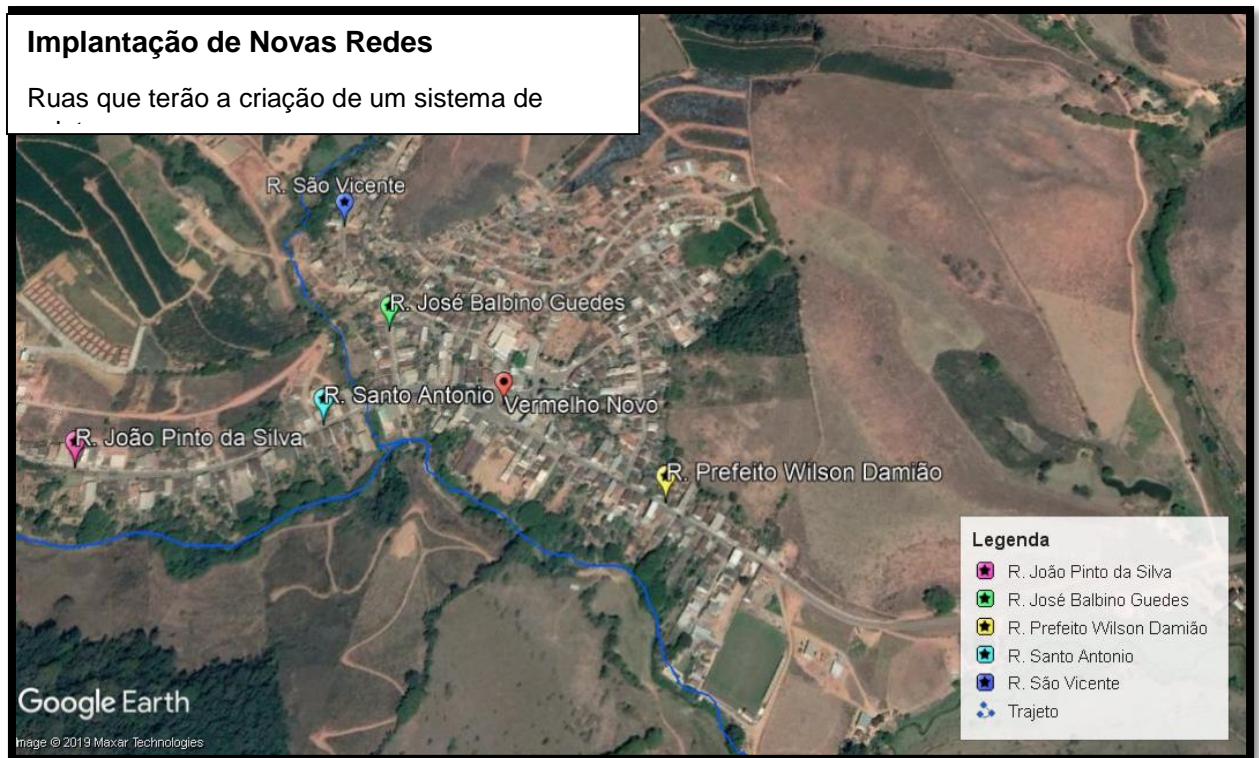 Implantação de Novas Redes
Ruas que terão a criação de um sistema de
R. São Vicente
R. José Balbino Guedes
R. Santo Antonio
Vermelho Novo
R. João Pinto da Silva
R. Prefeito Wilson Damião
Legenda
R. João Pinto da Silva
R. José Balbino Guedes
R. Prefeito Wilson Damião
R. Santo Antonio
R. São Vicente
Trajeto
Google Earth
mage © 2019 Maxar Technologies